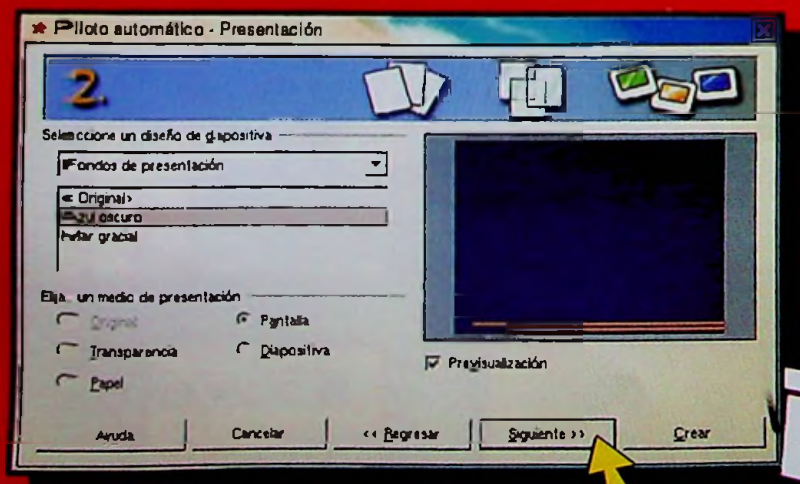 Piloto automático - Presentación
2.
Seleccione un diseño de diapositiva
Fondos de presentación
< Original>
Azul oscuro
glacial
Elija un medio de presentación
Original
Pantalla
Transparencia
Diapositiva
Papel
Previsualización
Ayuda
Cancelar
<< Regresar
Siguiente >>
Crear